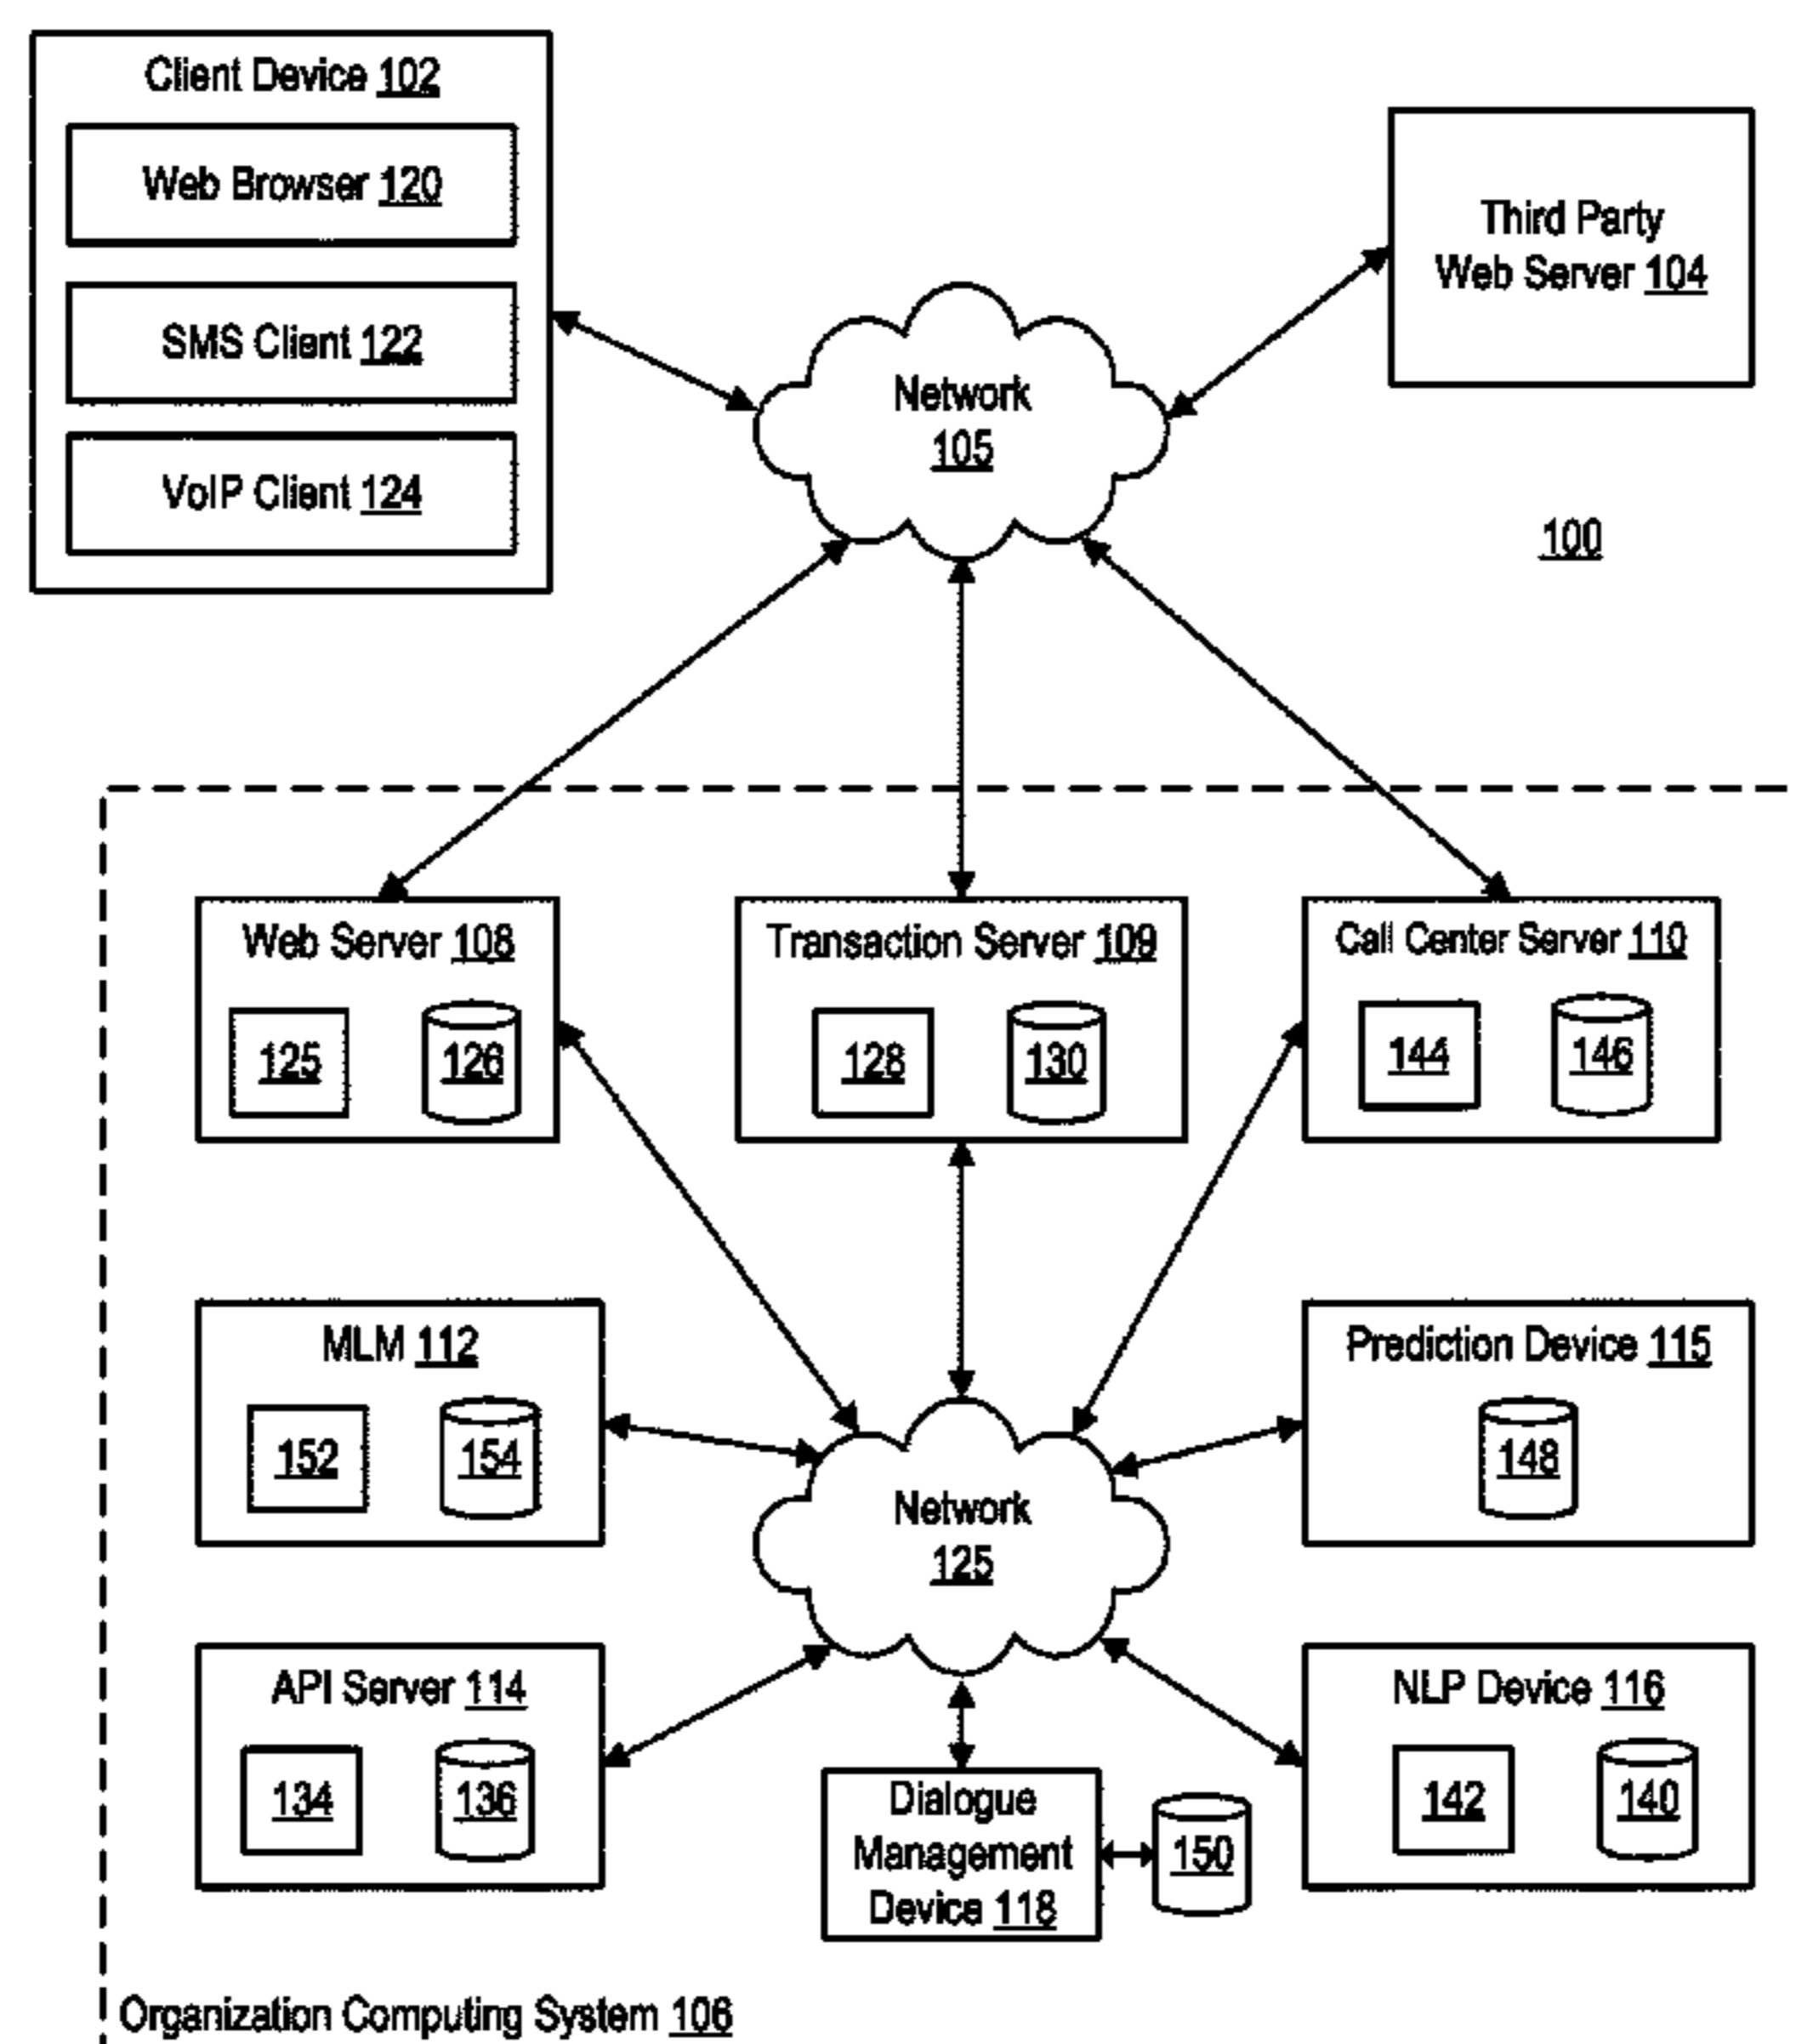 Client Device 102
Web Browser 120
SMS Client 122
VoIP Client 124
Third Party
Web Server 104
Network
105
100
Web Server 108
125
126
Transaction Server 109
128
130
Call Center Server 110
144
146
MLM 112
152
154
Prediction Device 115
148
Network
125
API Server 114
134
136
NLP Device 116
142
140
Dialogue
Management
Device 118
150
Organization Computing System 106